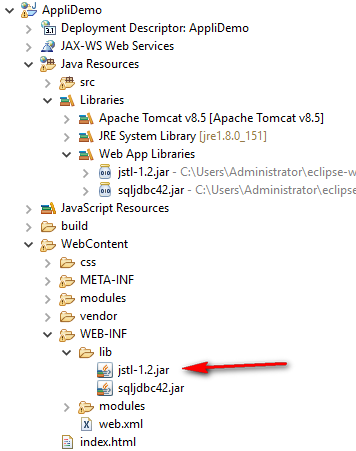 AppliDemo
Deployment Descriptor: AppliDemo
JAX-WS Web Services
Java Resources
src
Libraries
Apache Tomcat v8.5 [Apache Tomcat v8.5]
JRE System Library [jre1.8.0_151]
Web App Libraries
jstl-1.2.jar - C:\Users\Administrator\eclipse-w
sqljdbc42.jar - C:\Users\Administrator\ecli
JavaScript Resources
build
WebContent
css
META-INF
modules
vendor
WEB-INF
lib
jstl-1.2.jar
sqljdbc42.jar
modules
web.xml
index.html